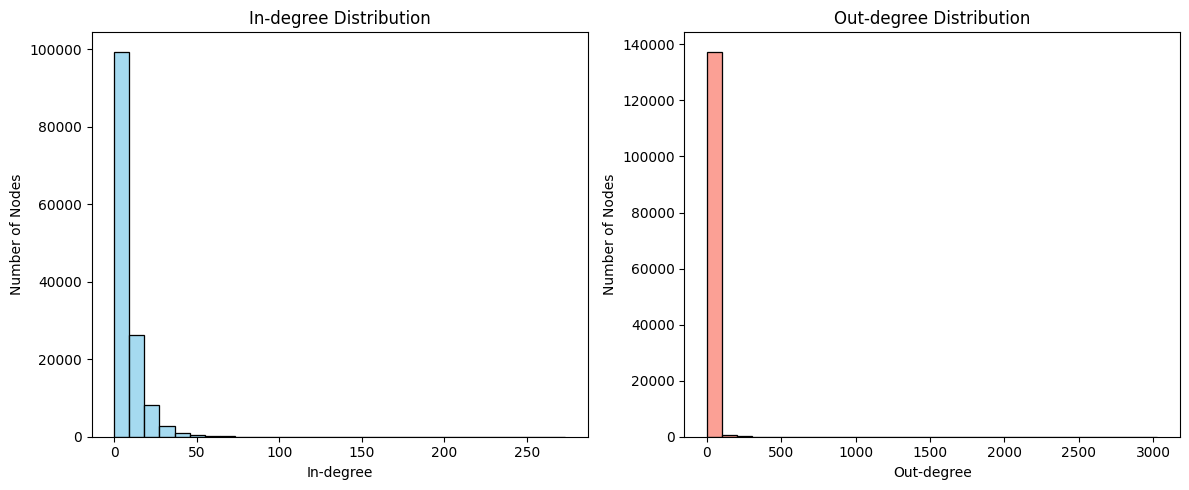 In-degree Distribution
100000
80000
60000
40000
20000
0
Number of Nodes
0 50 100 150 200 250
In-degree
Out-degree Distribution
140000
120000
100000
80000
60000
40000
20000
0
Number of Nodes
0 500 1000 1500 2000 2500 3000
Out-degree